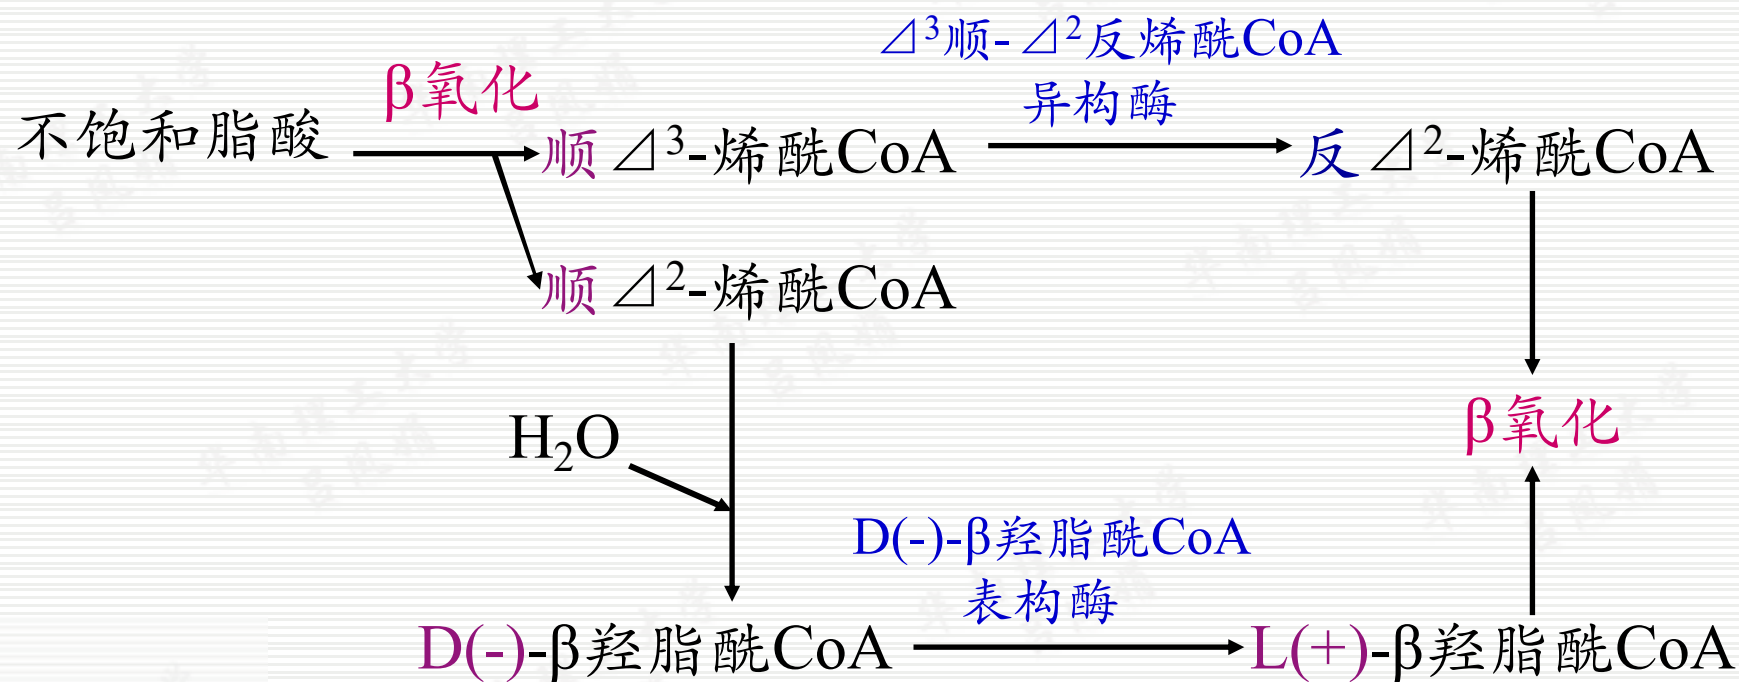 ⊿³顺-⊿²反烯酰CoA
异构酶
β氧化
不饱和脂酸
顺⊿³-烯酰CoA
反⊿²-烯酰CoA
顺⊿²-烯酰CoA
H₂O
β氧化
D(-)-β羟脂酰CoA
表构酶
D(-)-β羟脂酰CoA
L(+)-β羟脂酰CoA